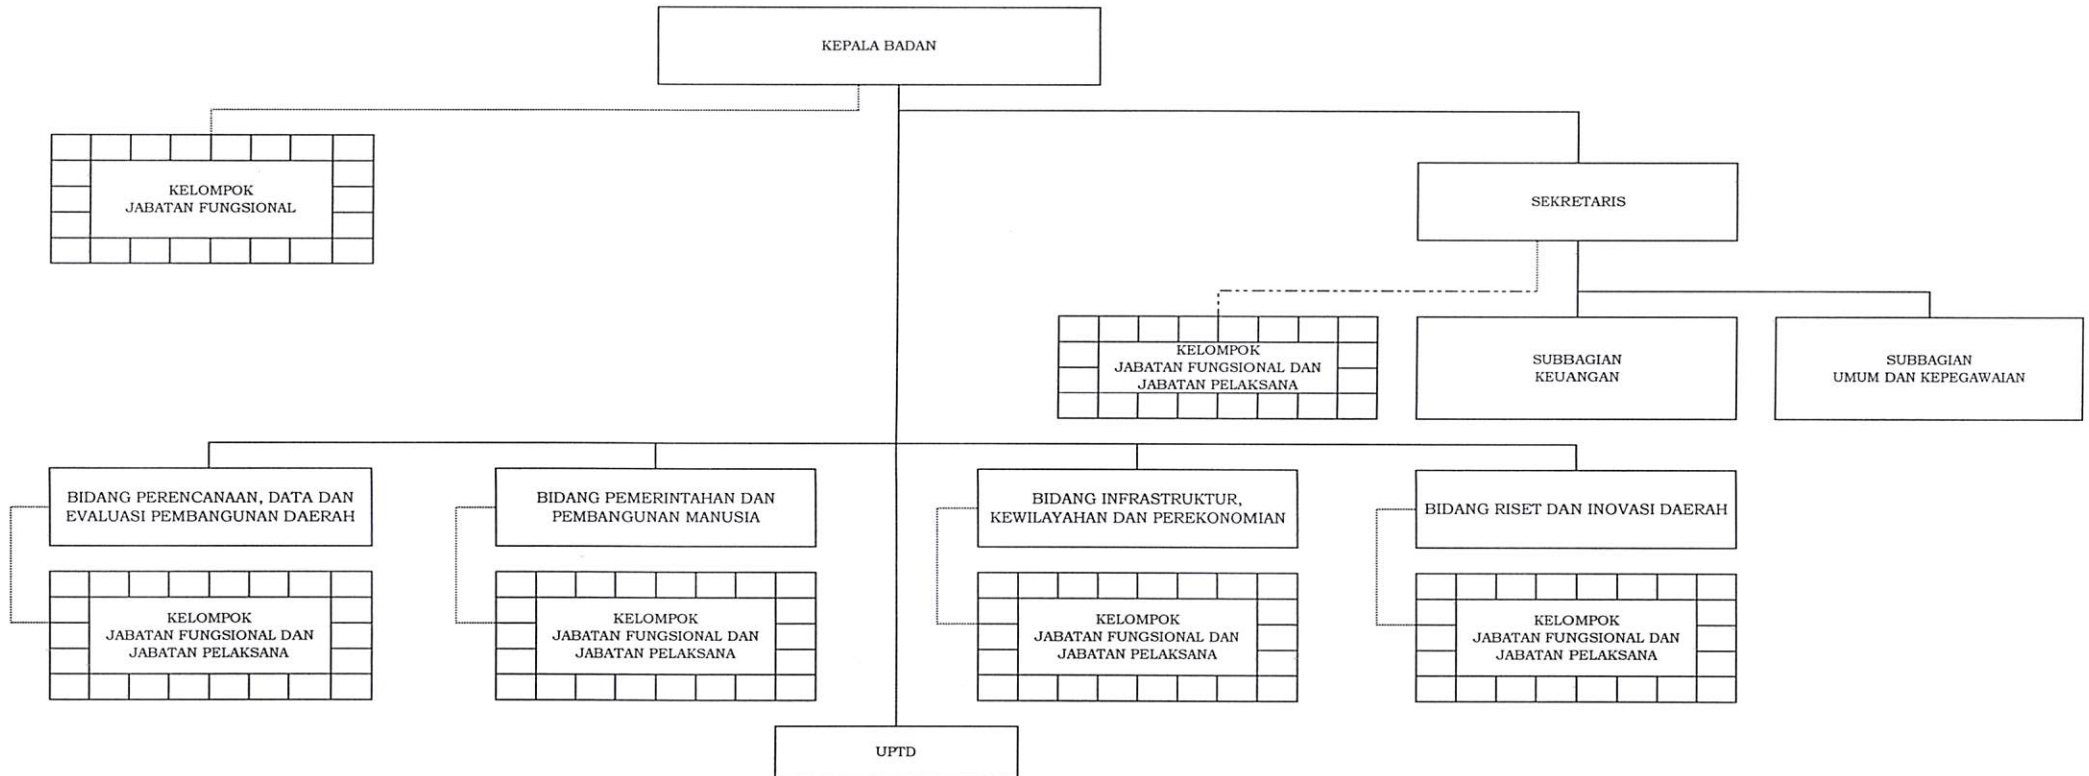 KEPALA BADAN
KELOMPOK
JABATAN FUNGSIONAL
SEKRETARIS
KELOMPOK
JABATAN FUNGSIONAL DAN
JABATAN PELAKSANA
SUBBAGIAN
KEUANGAN
SUBBAGIAN
UMUM DAN KEPEGAWAIAN
BIDANG PERENCANAAN, DATA DAN
EVALUASI PEMBANGUNAN DAERAH
BIDANG PEMERINTAHAN DAN
PEMBANGUNAN MANUSIA
BIDANG INFRASTRUKTUR,
KEWILAYAHAN DAN PEREKONOMIAN
BIDANG RISET DAN INOVASI DAERAH
KELOMPOK
JABATAN FUNGSIONAL DAN
JABATAN PELAKSANA
KELOMPOK
JABATAN FUNGSIONAL DAN
JABATAN PELAKSANA
KELOMPOK
JABATAN FUNGSIONAL DAN
JABATAN PELAKSANA
KELOMPOK
JABATAN FUNGSIONAL DAN
JABATAN PELAKSANA
UPTD